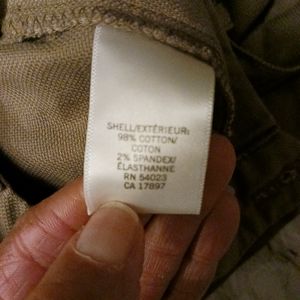 SHELL/EXTÉRIEUR:
98% COTTON/
COTON
2% SPANDEX/
ÉLASTHANNE
RN 54023
CA 17897